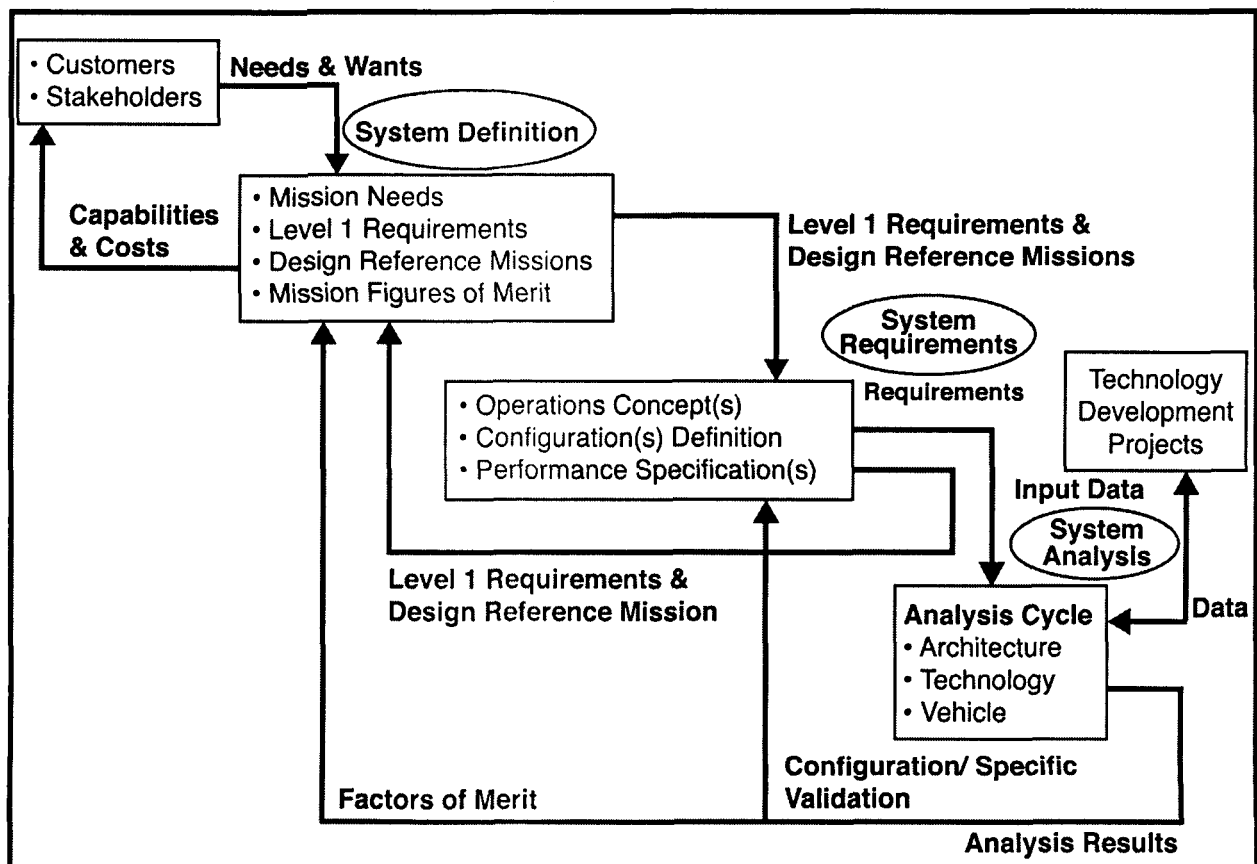 • Customers
• Stakeholders
Needs & Wants
System Definition
Capabilities
& Costs
• Mission Needs
• Level 1 Requirements
• Design Reference Missions
• Mission Figures of Merit
Level 1 Requirements &
Design Reference Missions
System
Requirements
Requirements
• Operations Concept(s)
• Configuration(s) Definition
• Performance Specification(s)
Technology
Development
Projects
Input Data
System
Analysis
Level 1 Requirements &
Design Reference Mission
Analysis Cycle
• Architecture
• Technology
• Vehicle
Data
Configuration/ Specific
Validation
Factors of Merit
Analysis Results